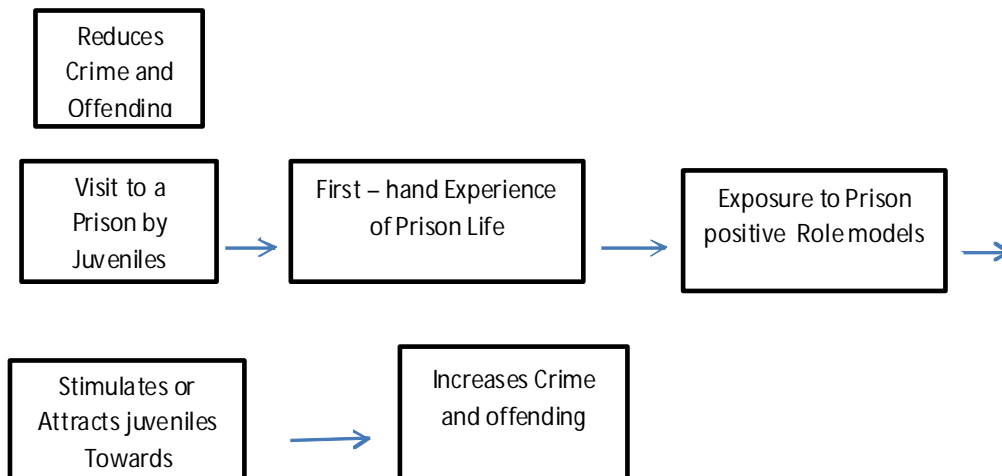 Reduces
Crime and
Offending
Visit to a
Prison by
Juveniles
First – hand Experience
of Prison Life
Exposure to Prison
positive Role models
Stimulates or
Attracts juveniles
Towards
Increases Crime
and offending